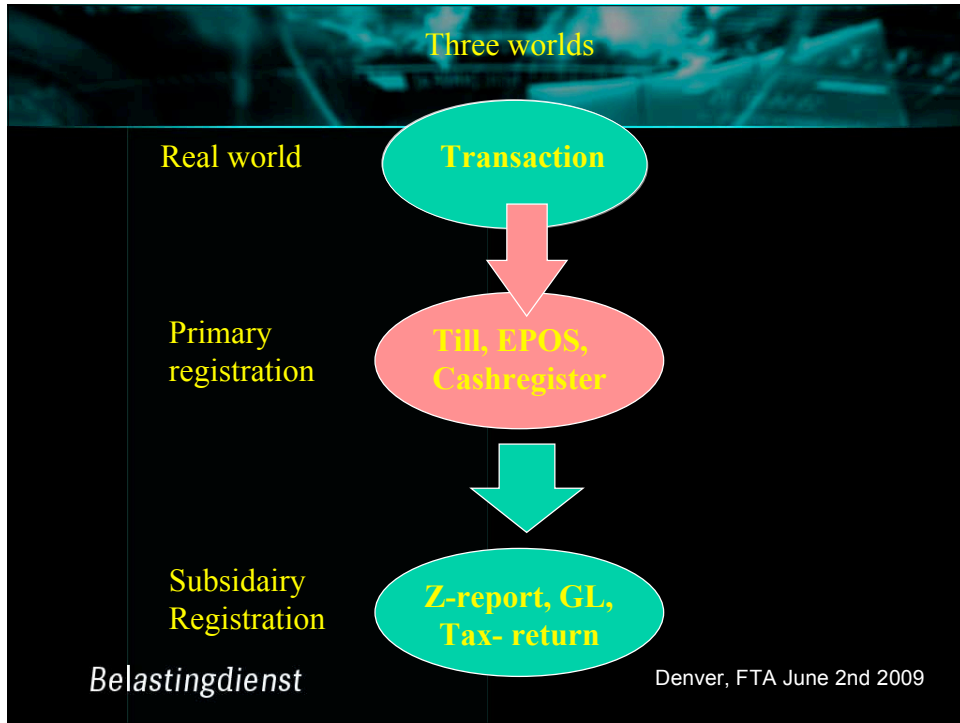 Three worlds
Real world
Transaction
Primary
registration
Till, EPOS,
Cashregister
Subsidairy
Registration
Z-report, GL,
Tax- return
Belastingdienst
Denver, FTA June 2nd 2009